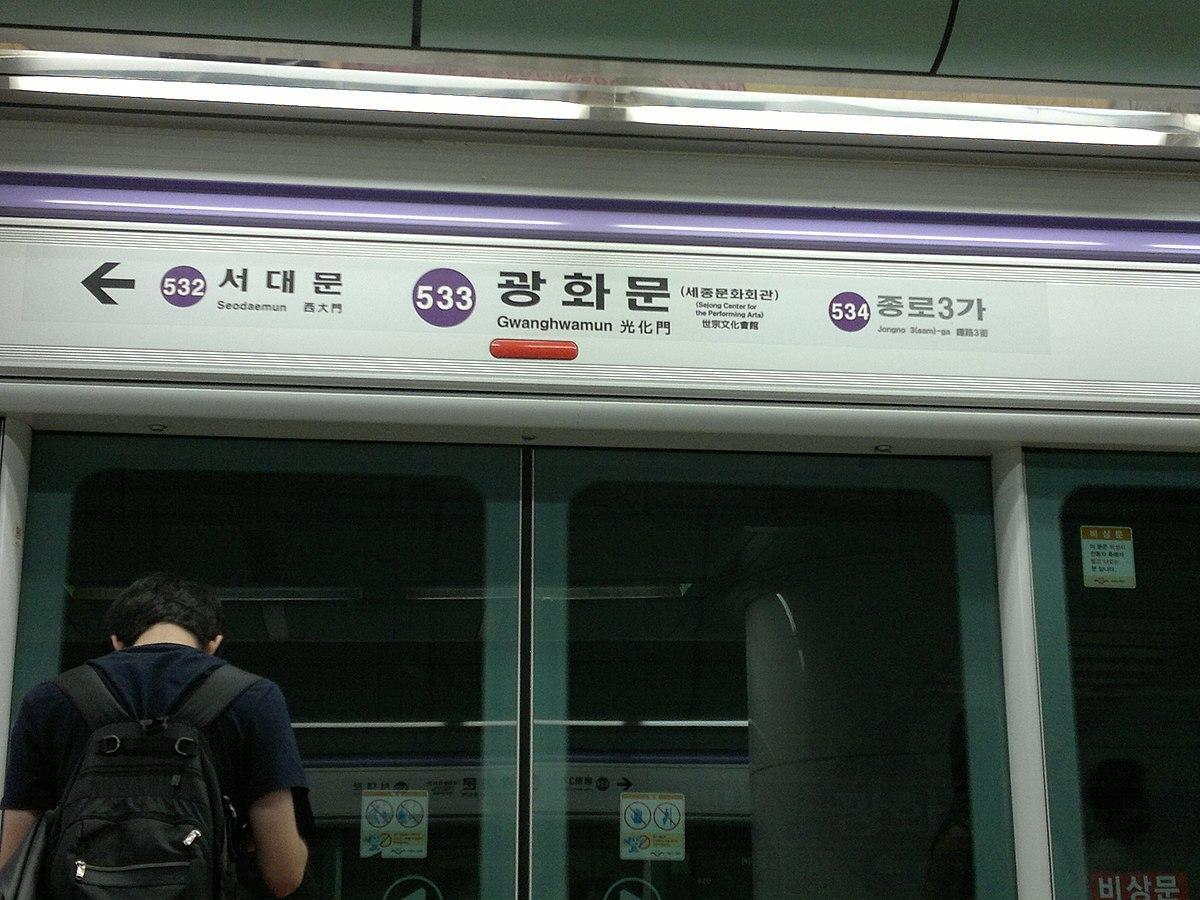 532 서대문
Seodaemun 西大門
533 광화문 (세종문화회관)
Gwanghwamun 光化門
(Sejong Center for
the Performing Arts)
世宗文化會館
534 종로3가
Jongno 3(sam)-ga 鐘路3街
비상문
비상문